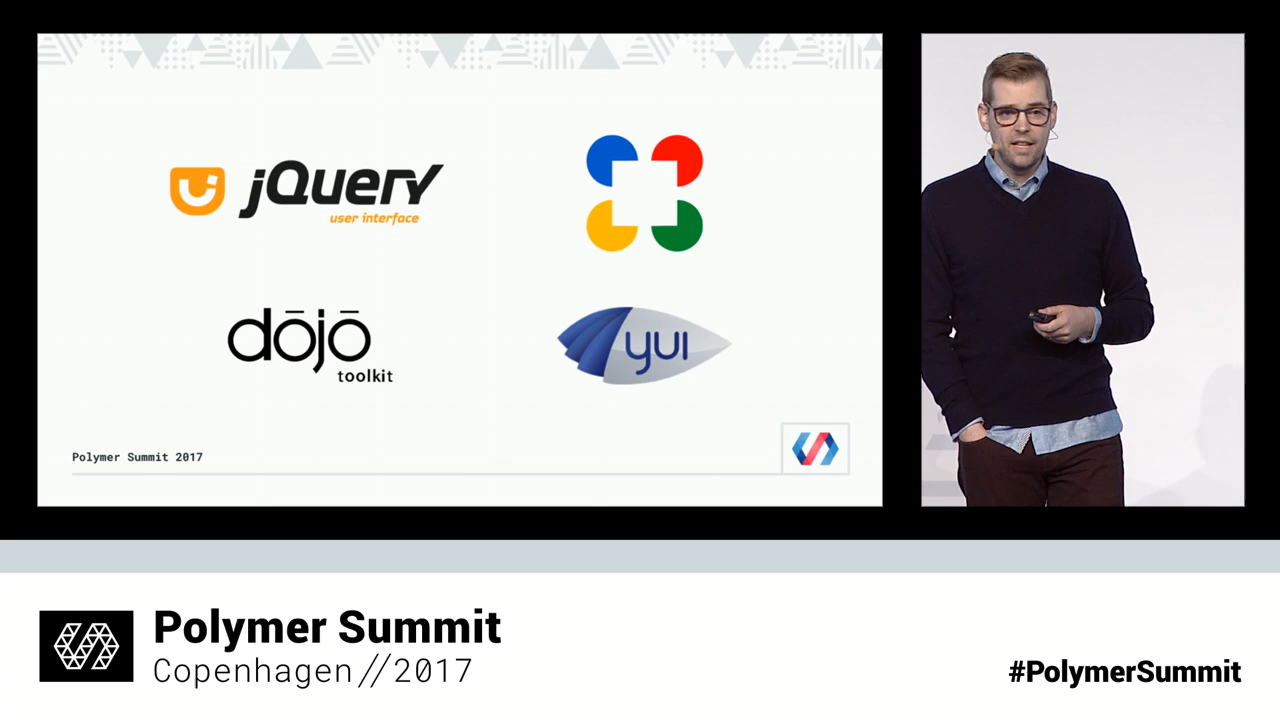 jQuery
user interface
dōjō
toolkit
yui
Polymer Summit 2017
Polymer Summit
Copenhagen//2017
#PolymerSummit